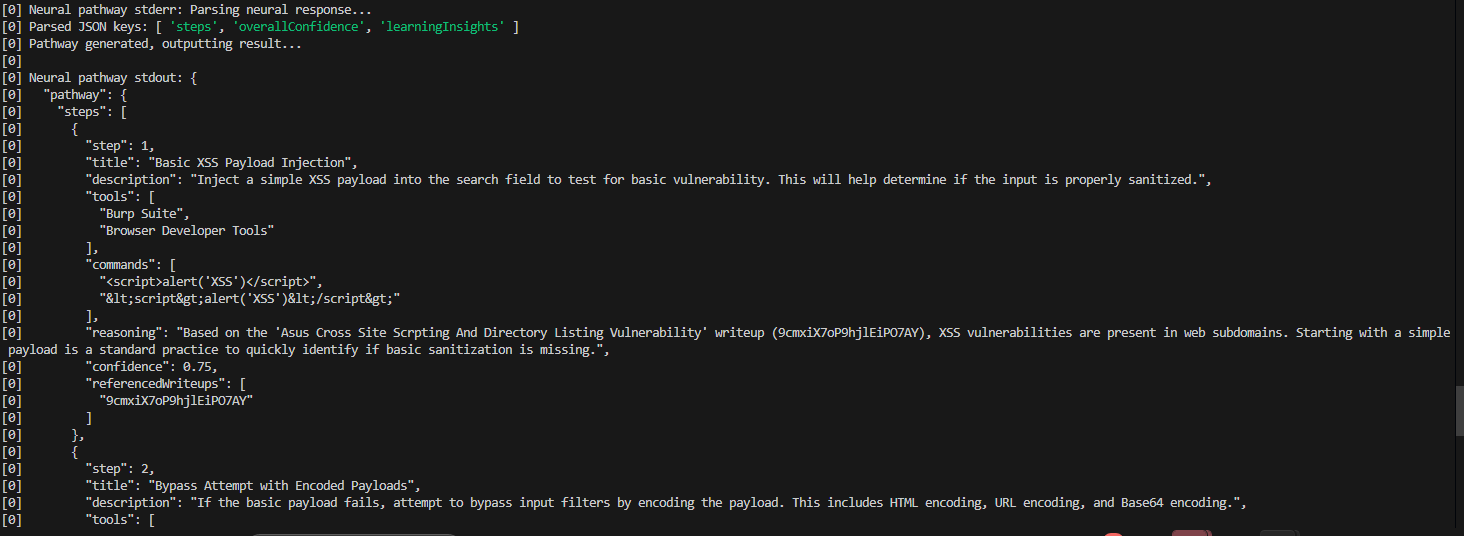 [0] Neural pathway stderr: Parsing neural response...
[0] Parsed JSON keys: [ 'steps', 'overallConfidence', 'learningInsights' ]
[0] Pathway generated, outputting result...
[0]
[0] Neural pathway stdout: {
[0]   "pathway": {
[0]     "steps": [
[0]       {
[0]         "step": 1,
[0]         "title": "Basic XSS Payload Injection",
[0]         "description": "Inject a simple XSS payload into the search field to test for basic vulnerability. This will help determine if the input is properly sanitized.",
[0]         "tools": [
[0]           "Burp Suite",
[0]           "Browser Developer Tools"
[0]         ],
[0]         "commands": [
[0]           "<script>alert('XSS')</script>",
[0]           "&lt;script&gt;alert('XSS')&lt;/script&gt;"
[0]         ],
[0]         "reasoning": "Based on the 'Asus Cross Site Scrpting And Directory Listing Vulnerability' writeup (9cmxiX7oP9hjlEiPO7AY), XSS vulnerabilities are present in web subdomains. Starting with a simple
 payload is a standard practice to quickly identify if basic sanitization is missing.",
[0]         "confidence": 0.75,
[0]         "referencedWriteups": [
[0]           "9cmxiX7oP9hjlEiPO7AY"
[0]         ]
[0]       },
[0]       {
[0]         "step": 2,
[0]         "title": "Bypass Attempt with Encoded Payloads",
[0]         "description": "If the basic payload fails, attempt to bypass input filters by encoding the payload. This includes HTML encoding, URL encoding, and Base64 encoding.",
[0]         "tools": [